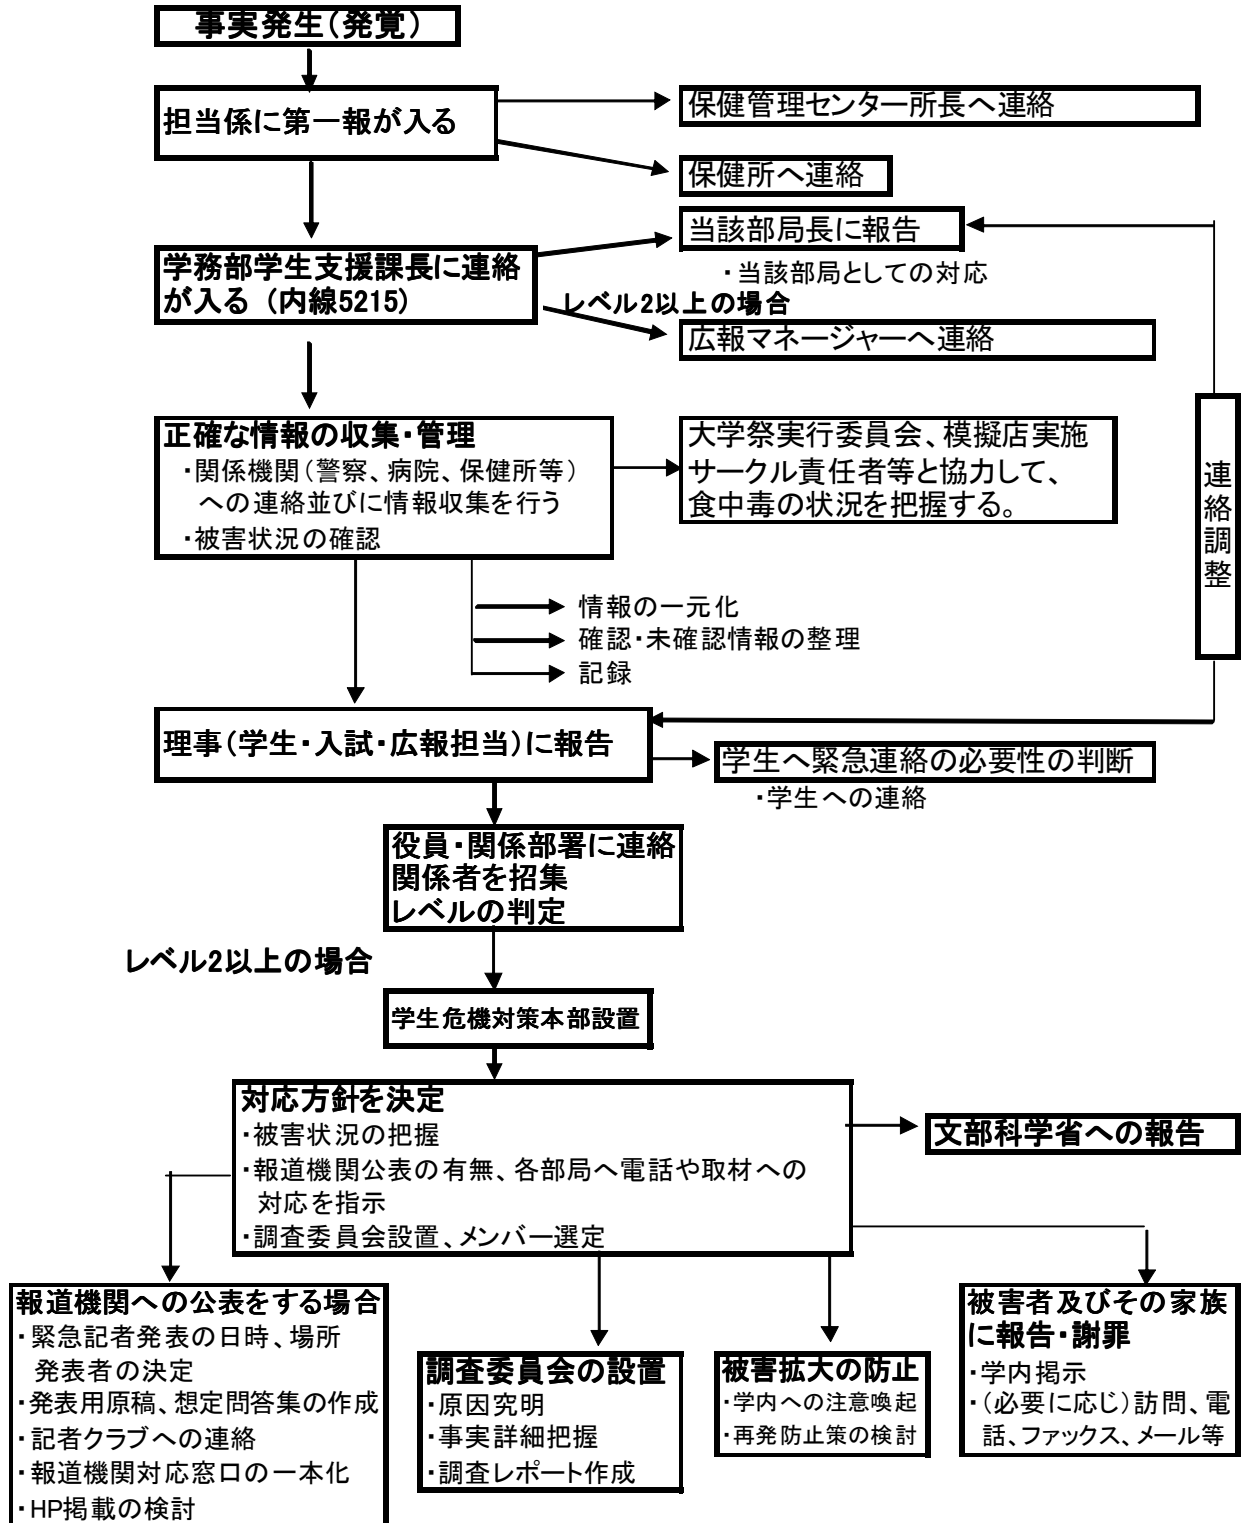 事実発生（発覚）
担当係に第一報が入る
保健管理センター所長へ連絡
保健所へ連絡
当該部局長に報告
・当該部局としての対応
学務部学生支援課長に連絡
が入る（内線5215）
レベル2以上の場合
広報マネージャーへ連絡
正確な情報の収集・管理
・関係機関（警察、病院、保健所等）
への連絡並びに情報収集を行う
・被害状況の確認
大学祭実行委員会、模擬店実施
サークル責任者等と協力して、
食中毒の状況を把握する。
連絡調整
情報の一元化
確認・未確認情報の整理
記録
理事（学生・入試・広報担当）に報告
学生へ緊急連絡の必要性の判断
・学生への連絡
役員・関係部署に連絡
関係者を招集
レベルの判定
レベル2以上の場合
学生危機対策本部設置
対応方針を決定
・被害状況の把握
・報道機関公表の有無、各部局へ電話や取材への
対応を指示
・調査委員会設置、メンバー選定
文部科学省への報告
報道機関への公表をする場合
・緊急記者発表の日時、場所
発表者の決定
・発表用原稿、想定問答集の作成
・記者クラブへの連絡
・報道機関対応窓口の一本化
・HP掲載の検討
調査委員会の設置
・原因究明
・事実詳細把握
・調査レポート作成
被害拡大の防止
・学内への注意喚起
・再発防止策の検討
被害者及びその家族
に報告・謝罪
・学内掲示
・（必要に応じ）訪問、電
話、ファックス、メール等